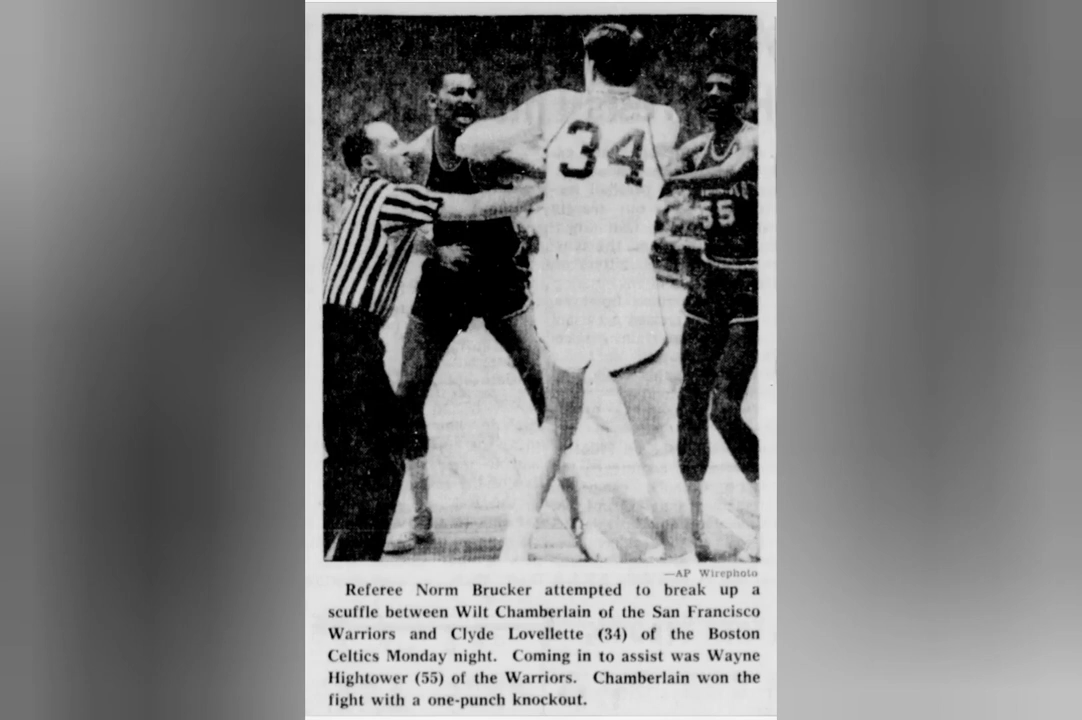 34
55
—AP Wirephoto
Referee Norm Brucker attempted to break up a
scuffle between Wilt Chamberlain of the San Francisco
Warriors and Clyde Lovellette (34) of the Boston
Celtics Monday night. Coming in to assist was Wayne
Hightower (55) of the Warriors. Chamberlain won the
fight with a one-punch knockout.